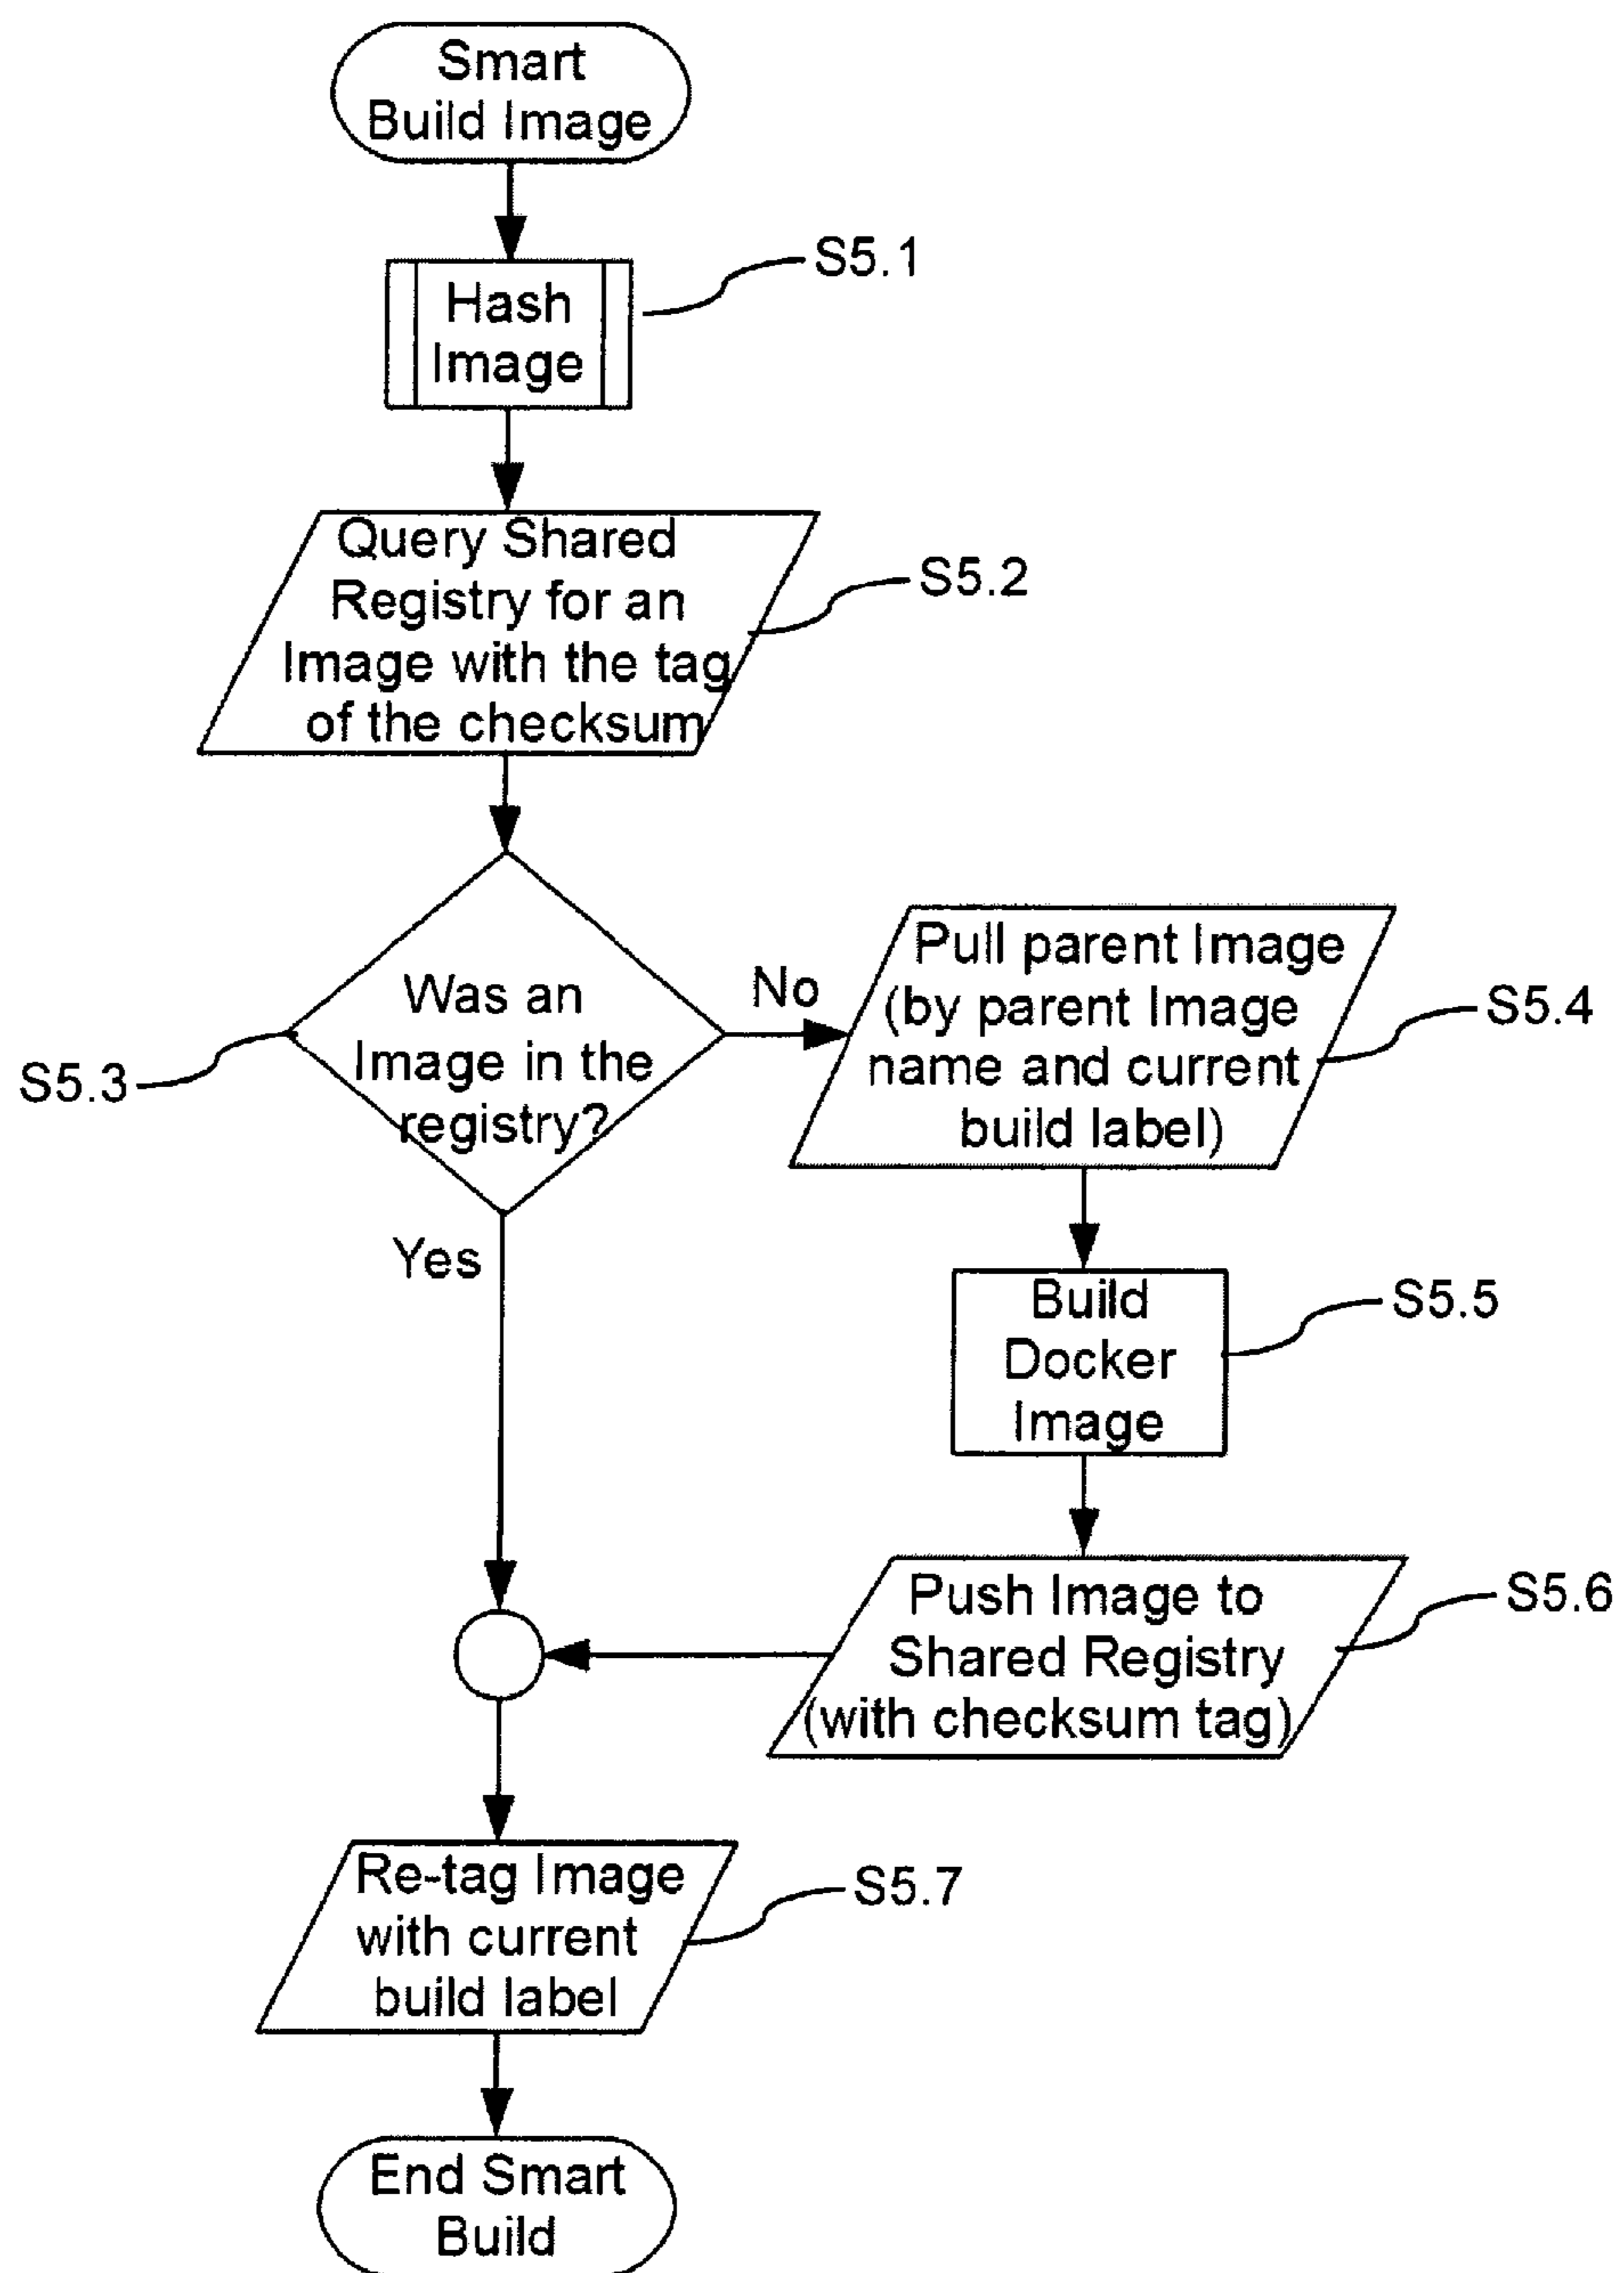 Smart
Build Image
S5.1
Hash
Image
Query Shared
Registry for an
Image with the tag
of the checksum
S5.2
Was an
Image in the
registry?
S5.3
No
Yes
Pull parent Image
(by parent Image
name and current
build label)
S5.4
Build
Docker
Image
S5.5
Push Image to
Shared Registry
(with checksum tag)
S5.6
Re-tag Image
with current
build label
S5.7
End Smart
Build